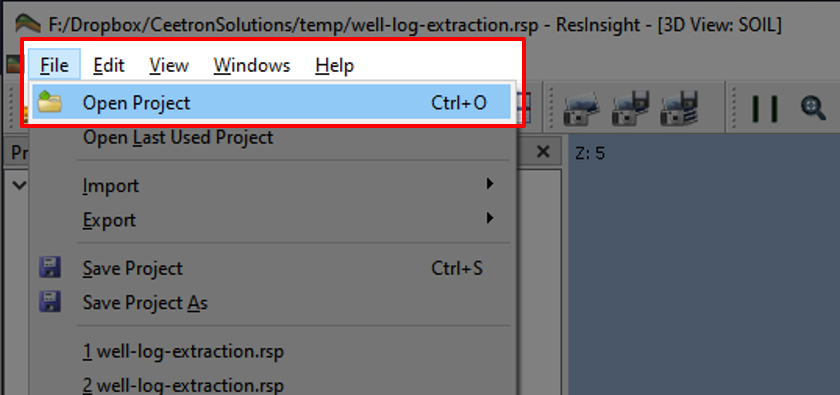 F:/Dropbox/CeetronSolutions/temp/well-log-extraction.rsp - ResInsight - [3D View: SOIL]
File Edit View Windows Help
Open Project Ctrl+O
Open Last Used Project
Pr
Z: 5
Import
Export
Save Project Ctrl+S
Save Project As
1 well-log-extraction.rsp
2 well-log-extraction.rsp